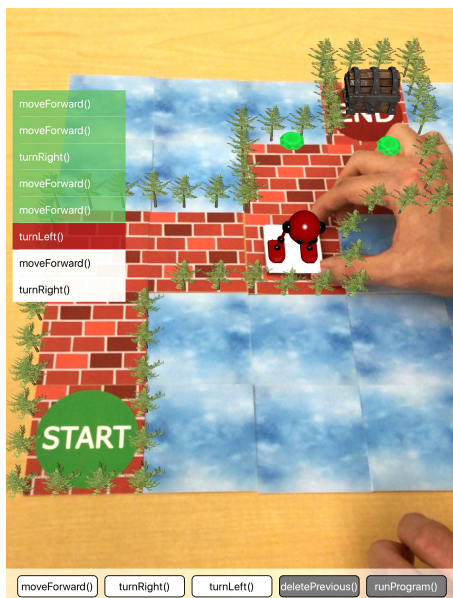 END
moveForward()
moveForward()
turnRight()
moveForward()
moveForward()
turnLeft()
moveForward()
turnRight()
START
moveForward()
turnRight()
turnLeft()
deletePrevious()
runProgram()